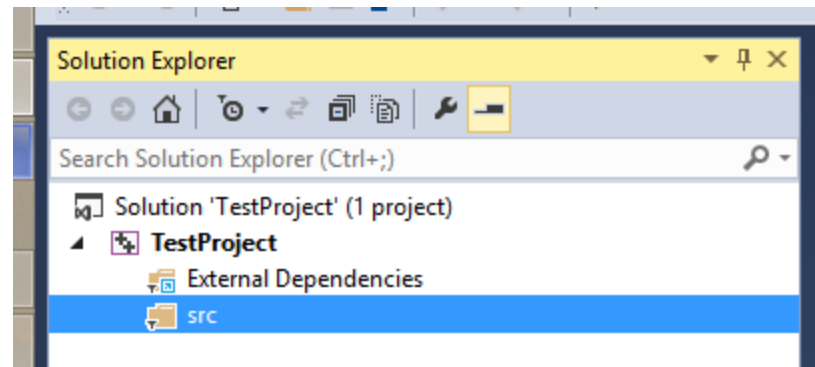 Solution Explorer
Search Solution Explorer (Ctrl+;)
Solution 'TestProject' (1 project)
TestProject
External Dependencies
src